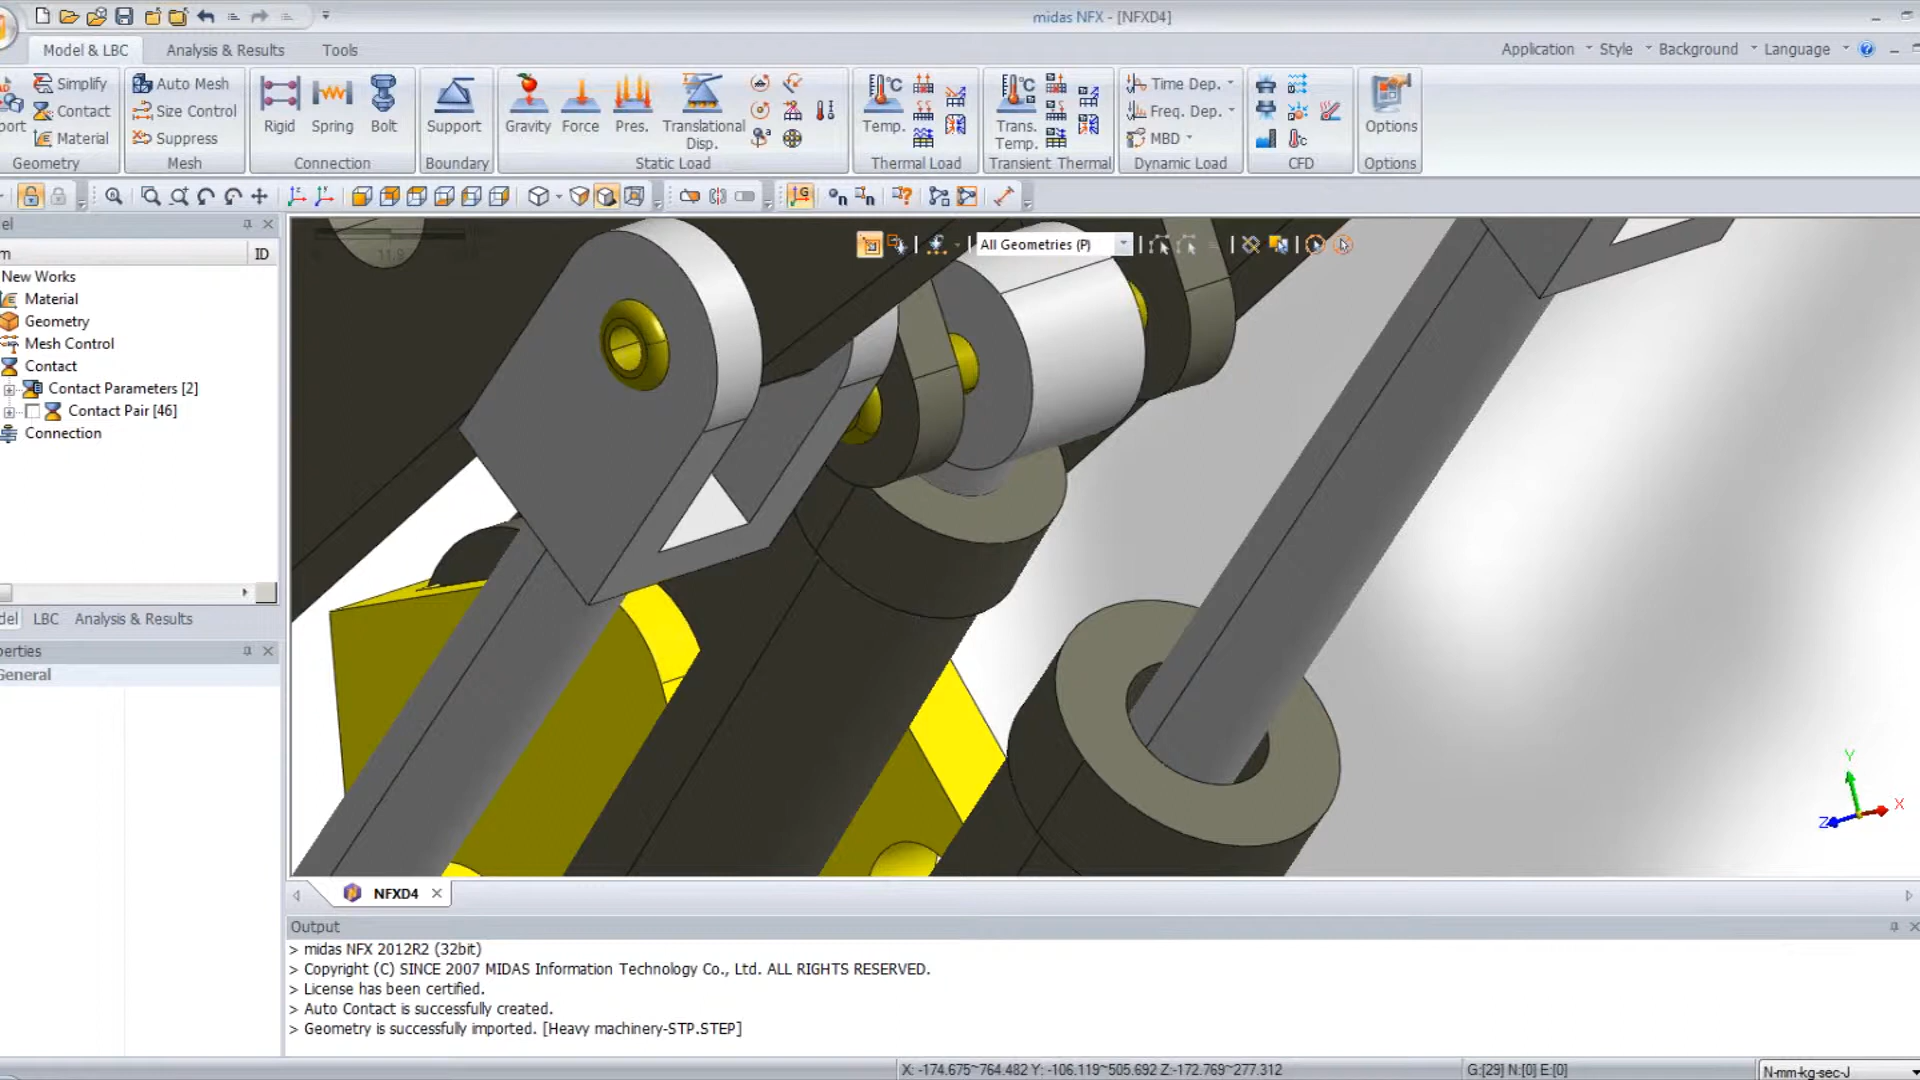 midas NFX - [NFXD4]
Model & LBC
Analysis & Results
Tools
Application
Style
Background
Language
Simplify
Contact
Material
Geometry
Auto Mesh
Size Control
Suppress
Mesh
Rigid
Spring
Bolt
Connection
Support
Boundary
Gravity
Force
Pres.
Translational
Disp.
Static Load
Temp.
Thermal Load
Trans.
Temp.
Transient Thermal
Time Dep.
Freq. Dep.
MBD
Dynamic Load
CFD
Options
Options
ID
New Works
Material
Geometry
Mesh Control
Contact
Contact Parameters [2]
Contact Pair [46]
Connection
LBC
Analysis & Results
General
All Geometries (P)
11.8
Y
X
Z
NFXD4
Output
> midas NFX 2012R2 (32bit)
> Copyright (C) SINCE 2007 MIDAS Information Technology Co., Ltd. ALL RIGHTS RESERVED.
> License has been certified.
> Auto Contact is successfully created.
> Geometry is successfully imported. [Heavy machinery-STP.STEP]
X: -174.675~764.482 Y: -106.119~505.692 Z:-172.769~277.312
G:[29] N:[0] E:[0]
N-mm-kg-sec-J